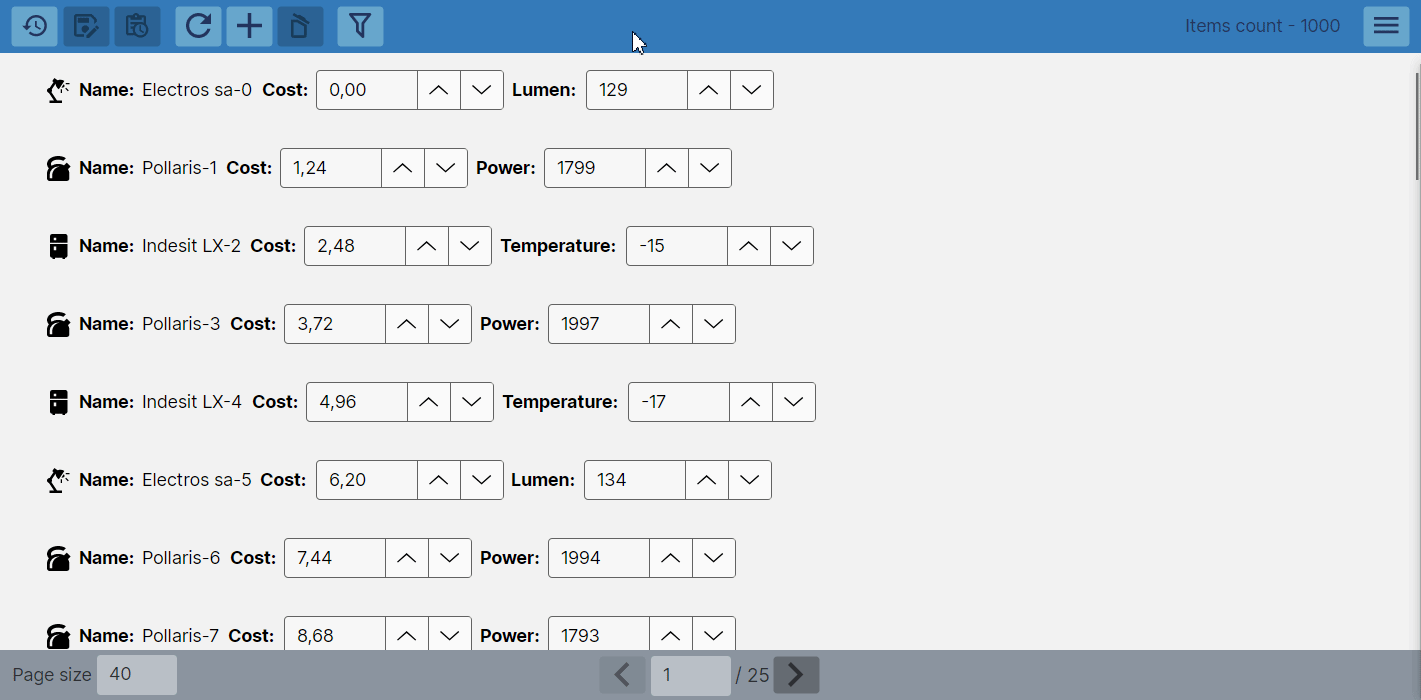 Items count - 1000
Name: Electros sa-0 Cost: 0,00 Lumen: 129
Name: Pollaris-1 Cost: 1,24 Power: 1799
Name: Indesit LX-2 Cost: 2,48 Temperature: -15
Name: Pollaris-3 Cost: 3,72 Power: 1997
Name: Indesit LX-4 Cost: 4,96 Temperature: -17
Name: Electros sa-5 Cost: 6,20 Lumen: 134
Name: Pollaris-6 Cost: 7,44 Power: 1994
Name: Pollaris-7 Cost: 8,68 Power: 1793
Page size 40 1 / 25